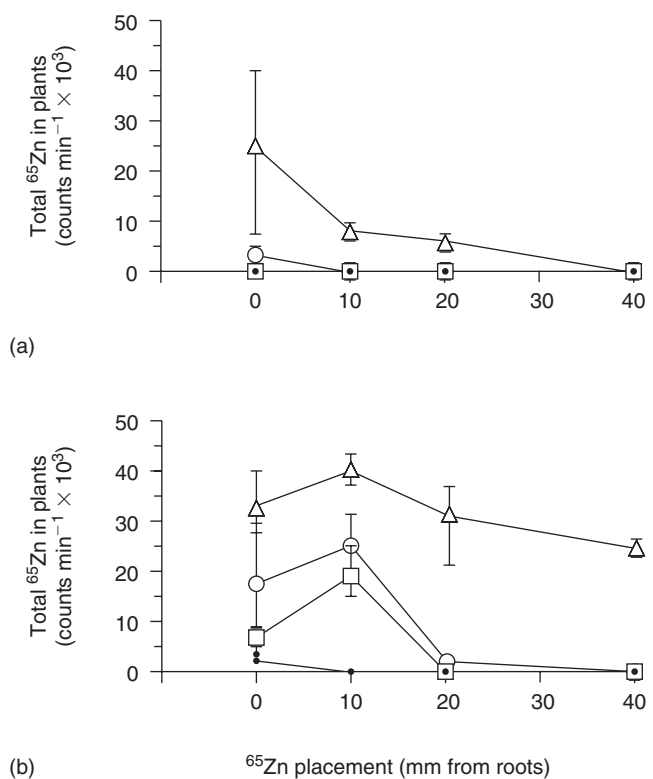 Total ⁶⁵Zn in plants
(counts min⁻¹ × 10³)
50
40
30
20
10
0
0 10 20 30 40
(a)
Total ⁶⁵Zn in plants
(counts min⁻¹ × 10³)
50
40
30
20
10
0
0 10 20 30 40
(b) ⁶⁵Zn placement (mm from roots)